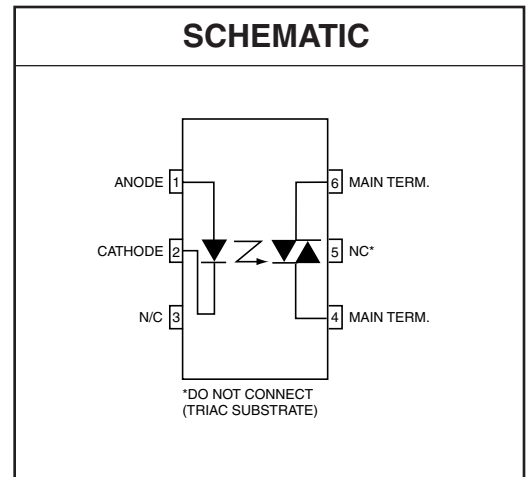 SCHEMATIC
ANODE 1
6 MAIN TERM.
CATHODE 2
5 NC*
N/C 3
4 MAIN TERM.
*DO NOT CONNECT
(TRIAC SUBSTRATE)